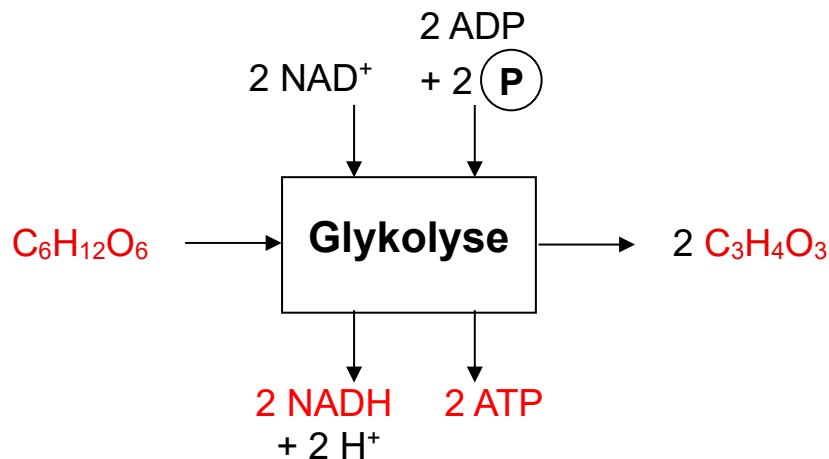 2 ADP
2 NAD⁺ + 2 P
C₆H₁₂O₆ Glykolyse 2 C₃H₄O₃
2 NADH 2 ATP
+ 2 H⁺